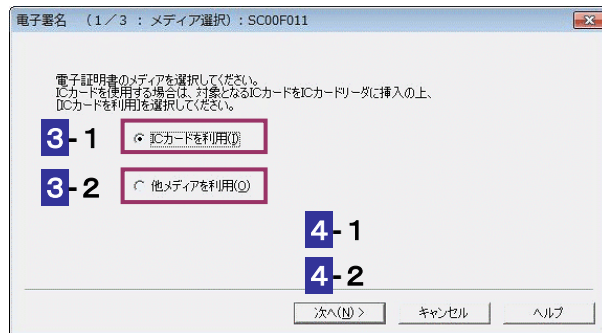 電子署名 (1/3 : メディア選択) : SC00F011
電子証明書のメディアを選択してください。
ICカードを使用する場合は、対象となるICカードをICカードリーダに挿入の上、
[ICカードを利用]を選択してください。
3-1 ICカードを利用(I)
3-2 他メディアを利用(O)
4-1
4-2
次へ(N) > キャンセル ヘルプ